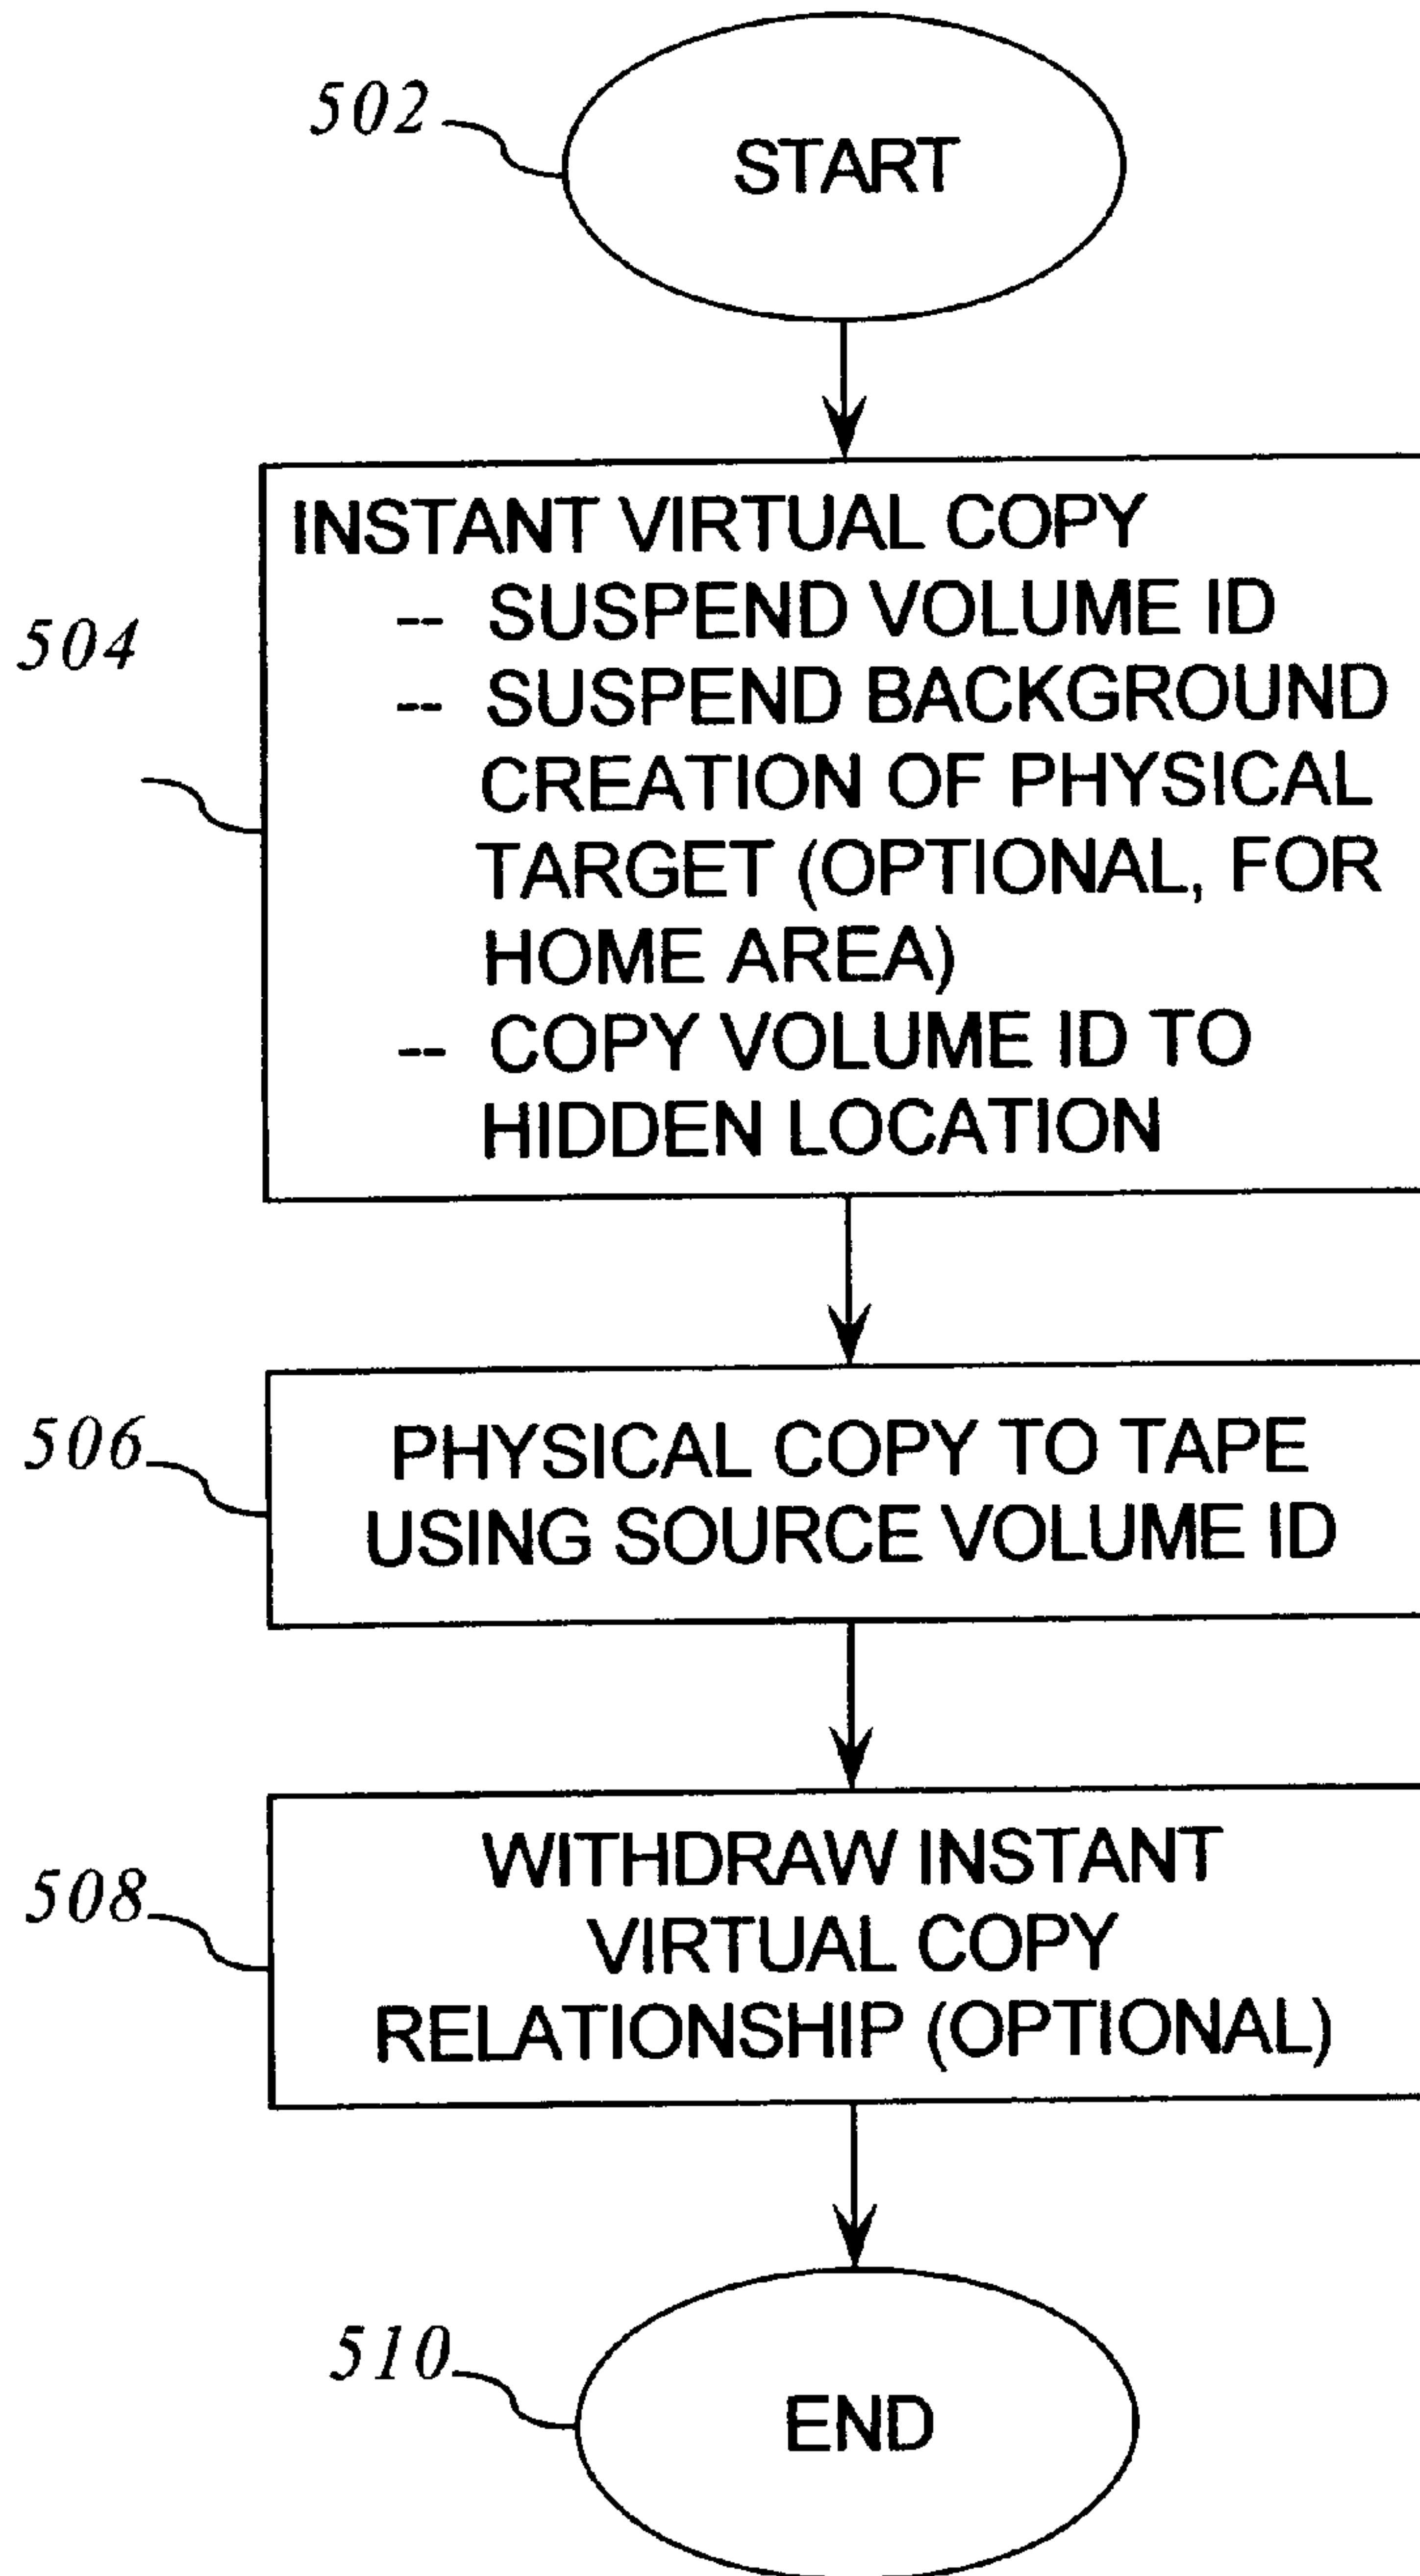 502
START
504
INSTANT VIRTUAL COPY
-- SUSPEND VOLUME ID
-- SUSPEND BACKGROUND
CREATION OF PHYSICAL
TARGET (OPTIONAL, FOR
HOME AREA)
-- COPY VOLUME ID TO
HIDDEN LOCATION
506
PHYSICAL COPY TO TAPE
USING SOURCE VOLUME ID
508
WITHDRAW INSTANT
VIRTUAL COPY
RELATIONSHIP (OPTIONAL)
510
END